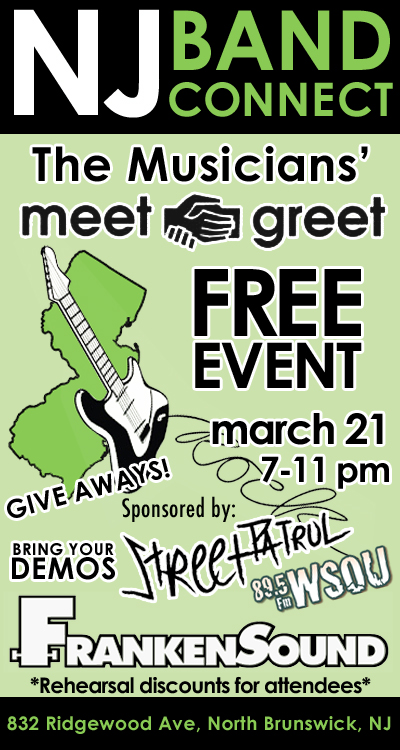 NJ BAND
CONNECT
The Musicians'
meet greet
FREE
EVENT
march 21
7-11 pm
GIVE AWAYS!
Sponsored by:
BRING YOUR
DEMOS
StreetPatrol
89.5
Fm
WSOU
FRANKENSOUND
*Rehearsal discounts for attendees*
832 Ridgewood Ave, North Brunswick, NJ